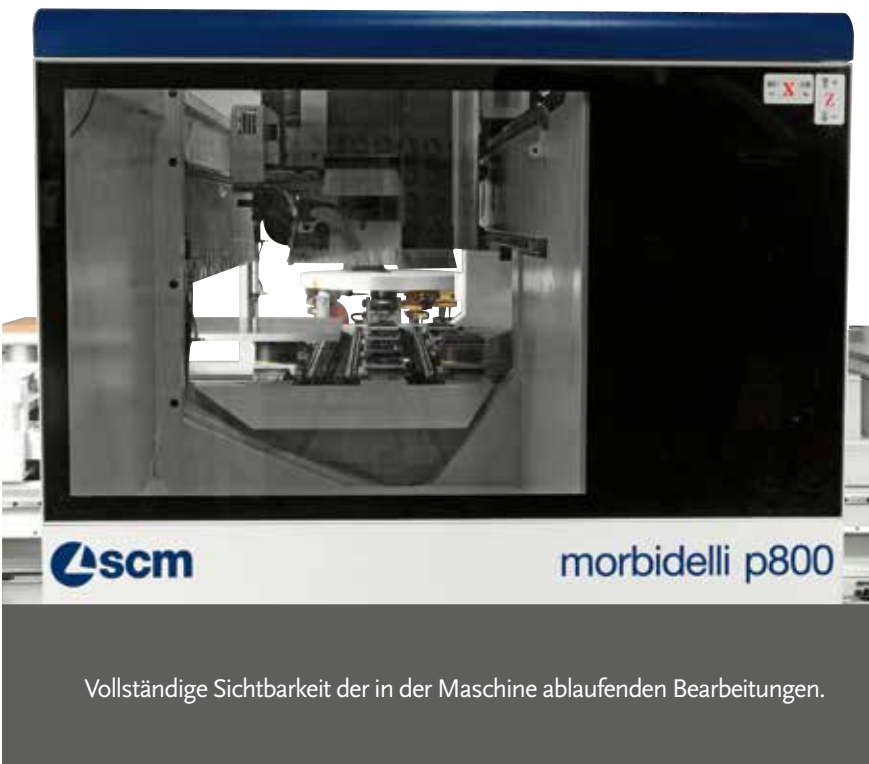 X
Z
scm
morbidelli p800
Vollständige Sichtbarkeit der in der Maschine ablaufenden Bearbeitungen.